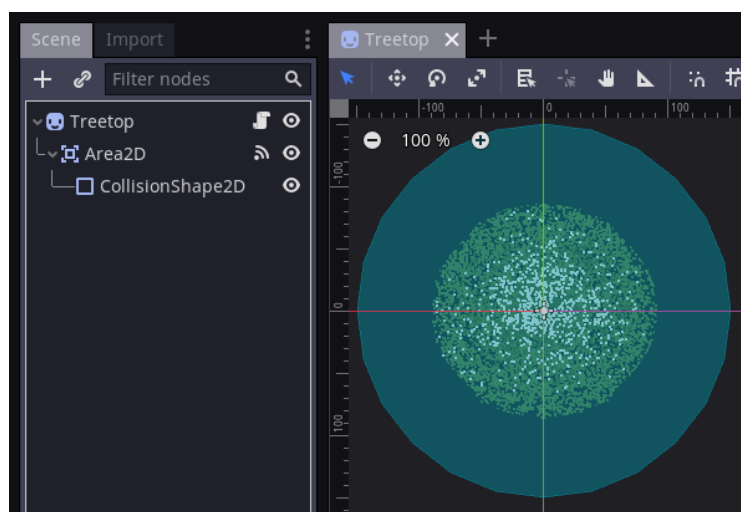 Scene Import
Filter nodes
Treetop
Area2D
CollisionShape2D
Treetop
-100 0 100
100 %
-100
0
100